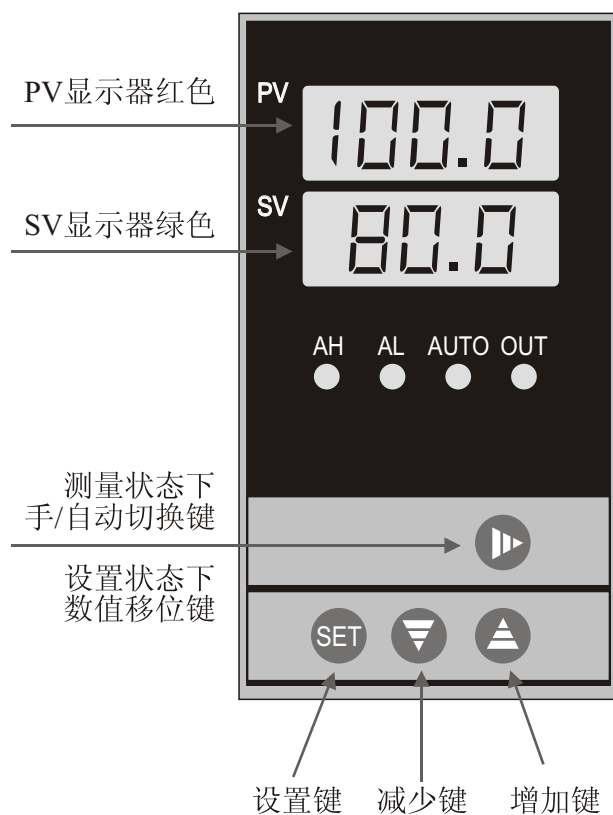 PV显示器红色
PV
100.0
SV显示器绿色
SV
80.0
AH AL AUTO OUT
测量状态下
手/自动切换键
设置状态下
数值移位键
SET
设置键 减少键 增加键